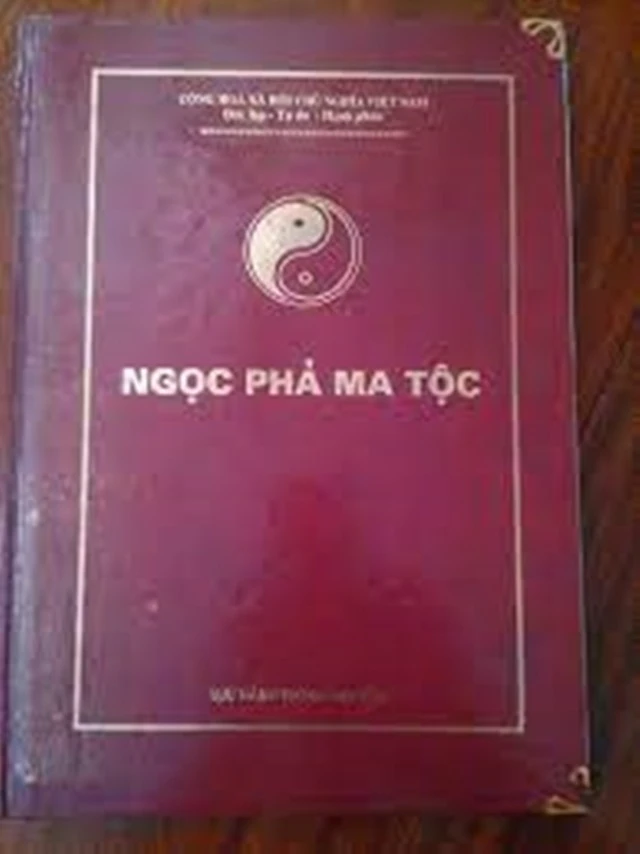 CỘNG HOÀ XÃ HỘI CHỦ NGHĨA VIỆT NAM
Độc lập - Tự do - Hạnh phúc
NGỌC PHẢ MA TỘC